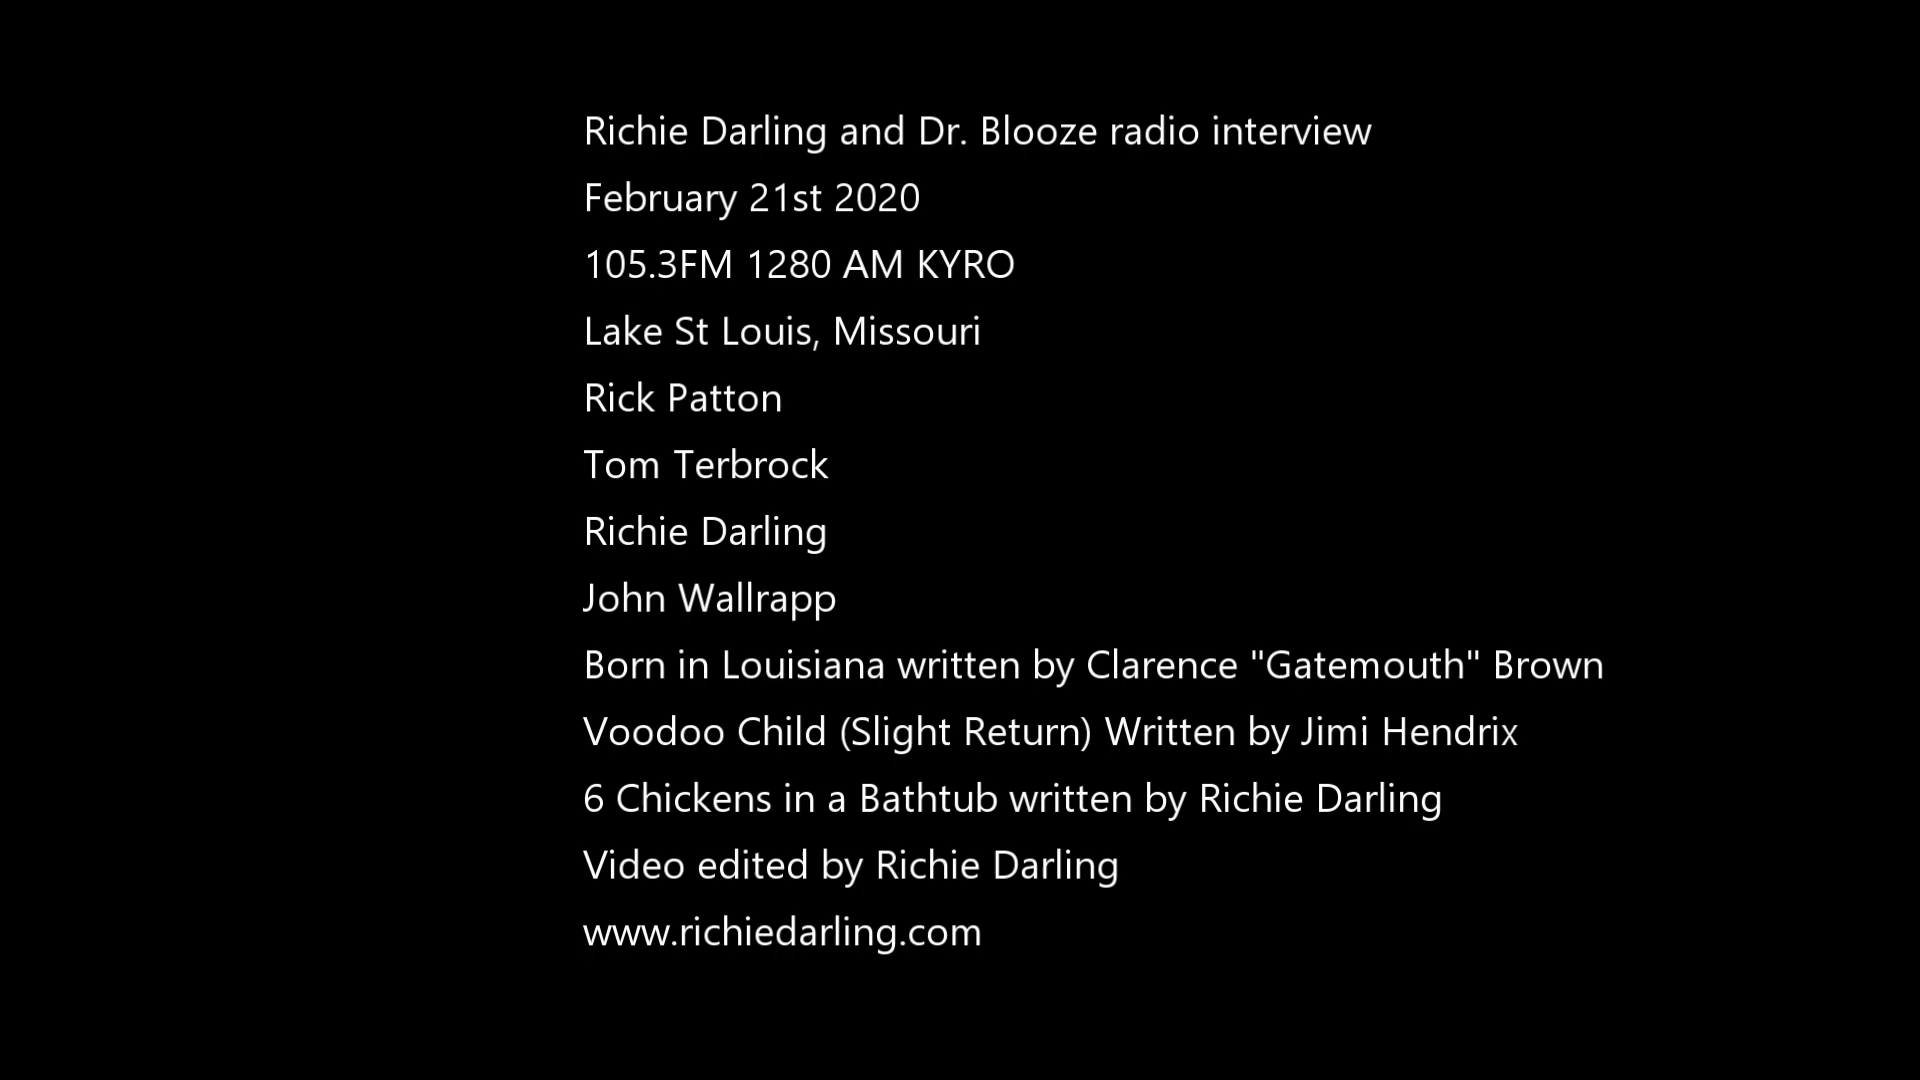 Richie Darling and Dr. Blooze radio interview
February 21st 2020
105.3FM 1280 AM KYRO
Lake St Louis, Missouri
Rick Patton
Tom Terbrock
Richie Darling
John Wallrapp
Born in Louisiana written by Clarence "Gatemouth" Brown
Voodoo Child (Slight Return) Written by Jimi Hendrix
6 Chickens in a Bathtub written by Richie Darling
Video edited by Richie Darling
www.richiedarling.com